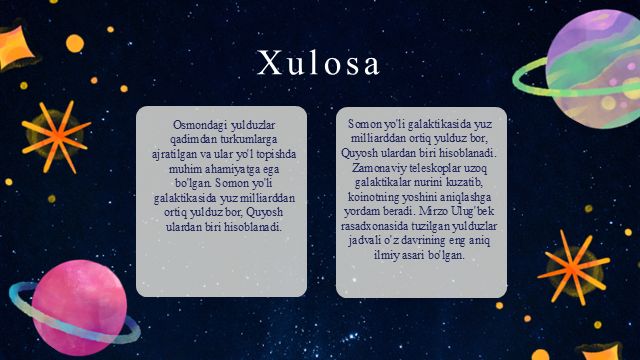 Xulosa
Osmondagi yulduzlar
qadimdan turkumlarga
ajratilgan va ular yo'l topishda
muhim ahamiyatga ega
bo'lgan. Somon yo'li
galaktikasida yuz milliarddan
ortiq yulduz bor, Quyosh
ulardan biri hisoblanadi.
Somon yo'li galaktikasida yuz
milliarddan ortiq yulduz bor,
Quyosh ulardan biri hisoblanadi.
Zamonaviy teleskoplar uzoq
galaktikalar nurini kuzatib,
koinotning yoshini aniqlashga
yordam beradi. Mirzo Ulug'bek
rasadxonasida tuzilgan yulduzlar
jadvali o'z davrining eng aniq
ilmiy asari bo'lgan.